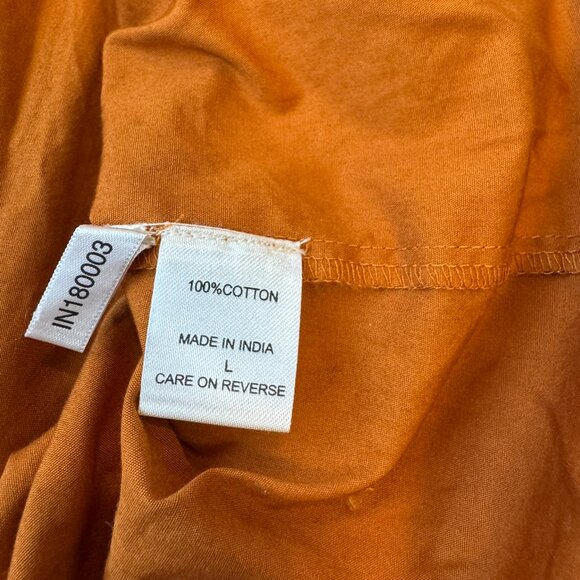 IN180003
100%COTTON
MADE IN INDIA
L
CARE ON REVERSE